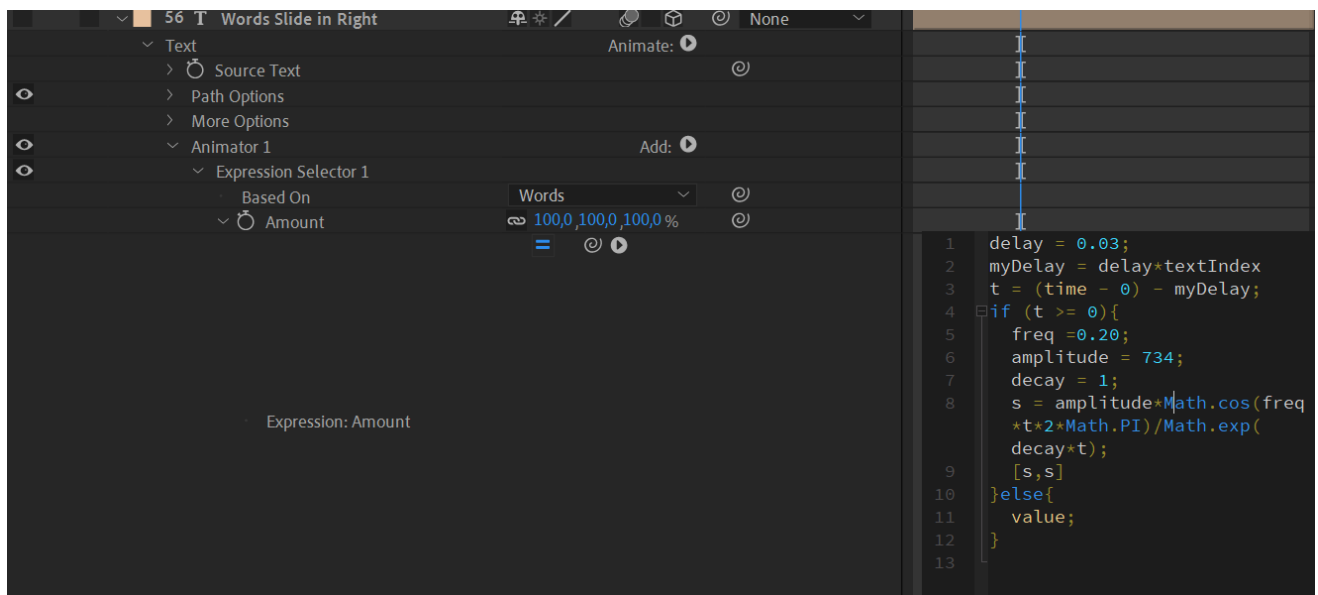 56 T Words Slide in Right None
Text Animate:
Source Text
Path Options
More Options
Animator 1 Add:
Expression Selector 1
Based On Words
Amount 100,0 ,100,0 ,100,0 %
=
Expression: Amount
1 delay = 0.03;
2 myDelay = delay*textIndex
3 t = (time - 0) - myDelay;
4 if (t >= 0){
5 freq =0.20;
6 amplitude = 734;
7 decay = 1;
8 s = amplitude*Math.cos(freq
*t*2*Math.PI)/Math.exp(
decay*t);
9 [s,s]
10 }else{
11 value;
12 }
13